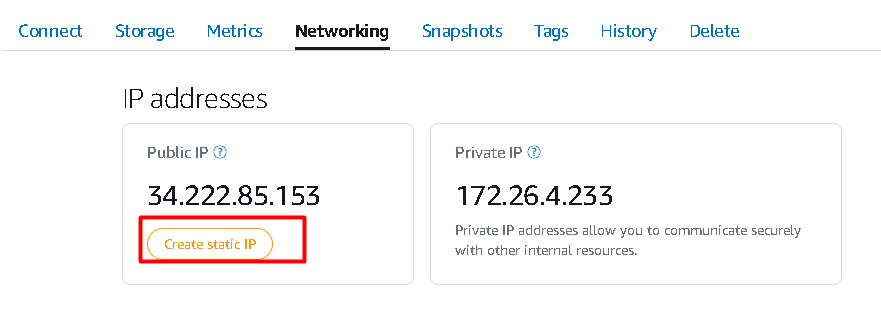 Connect Storage Metrics Networking Snapshots Tags History Delete
IP addresses
Public IP ?
34.222.85.153
Create static IP
Private IP ?
172.26.4.233
Private IP addresses allow you to communicate securely
with other internal resources.